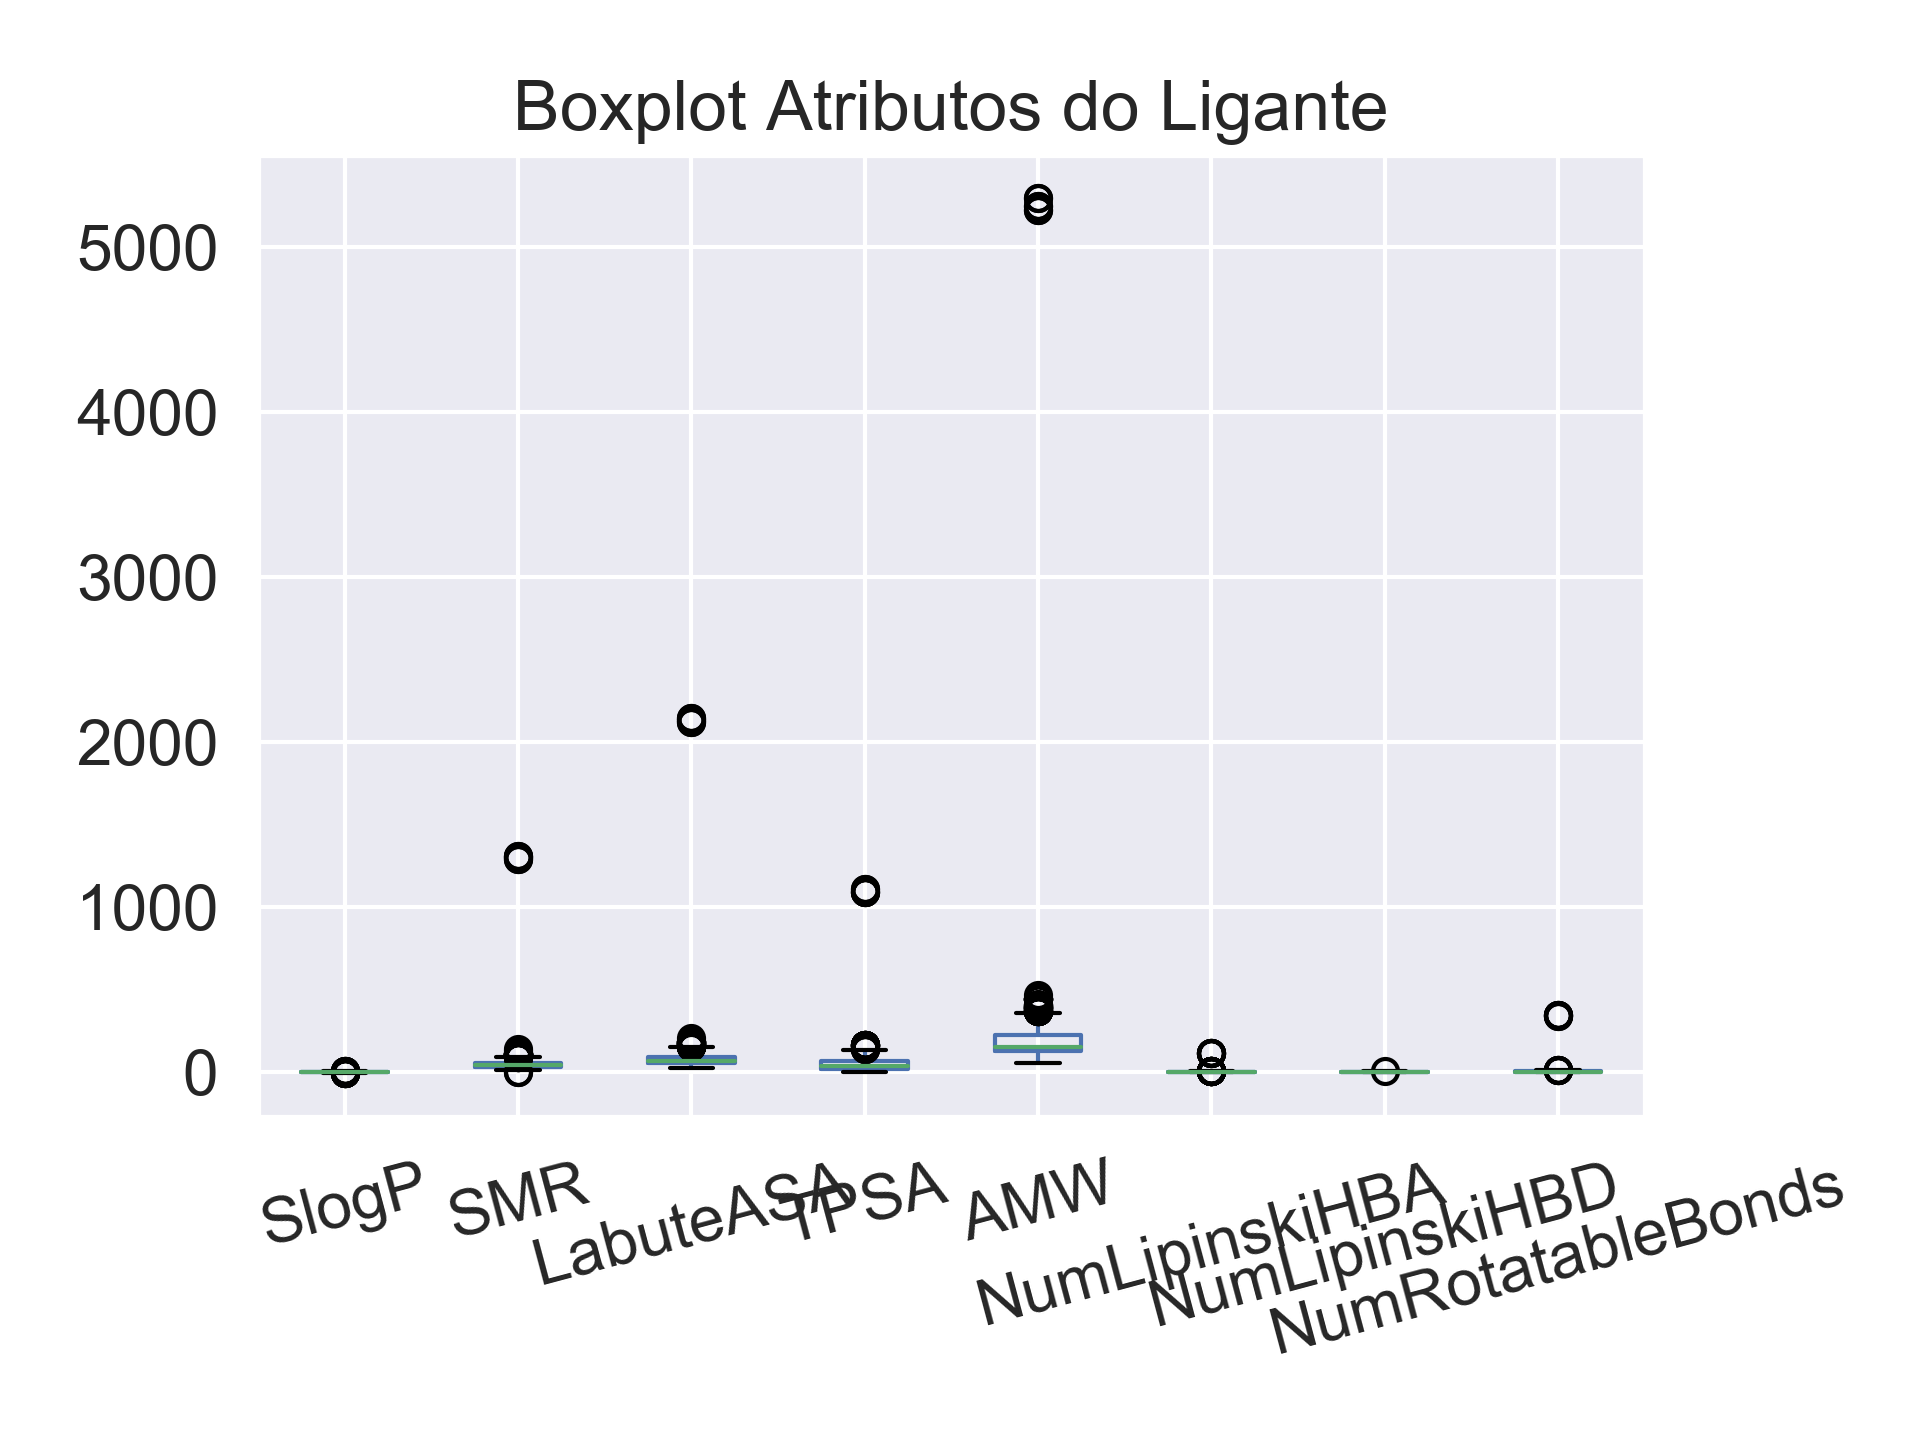 Boxplot Atributos do Ligante
5000
4000
3000
2000
1000
0
SlogP
SMR
LabuteASA
TPSA
AMW
NumLipinskiHBA
NumLipinskiHBD
NumRotatableBonds